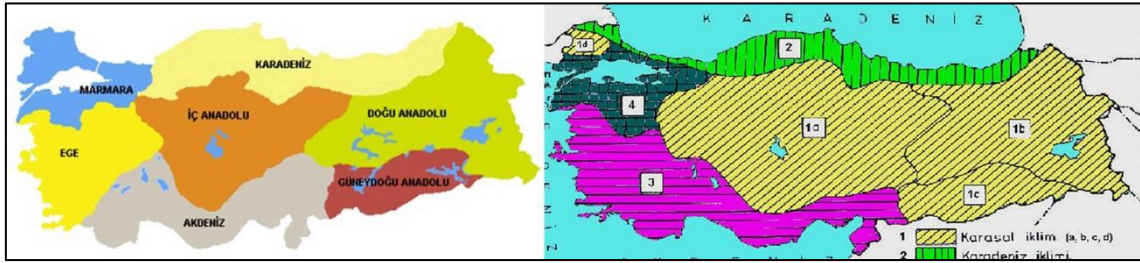 MARMARA
KARADENİZ
İÇ ANADOLU
DOĞU ANADOLU
EGE
GÜNEYDOĞU ANADOLU
AKDENİZ
KARADENİZ
1d
2
4
1a
1b
3
1c
1 Karasal iklim. (a, b, c, d)
2 Karadeniz iklimi.